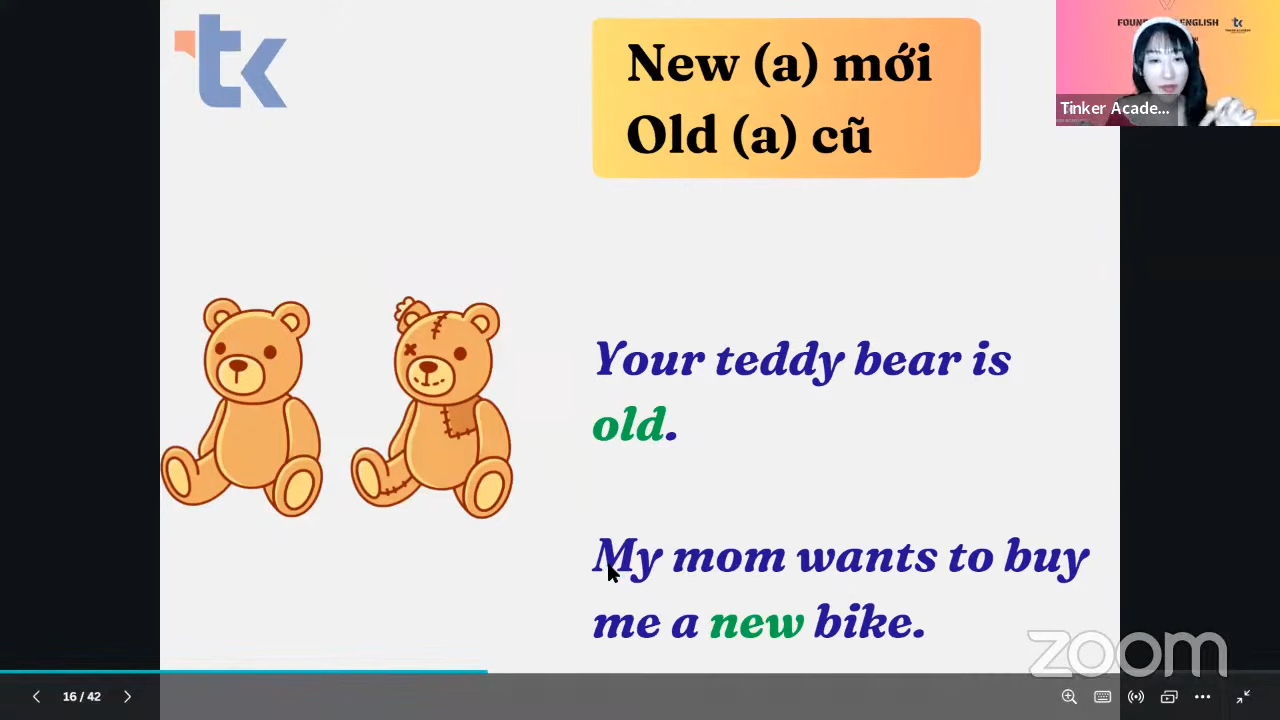 tk
New (a) mới
Old (a) cũ
ENGLISH
tk
Tinker Acade...
Your teddy bear is
old.
My mom wants to buy
me a new bike.
zoom
16 / 42